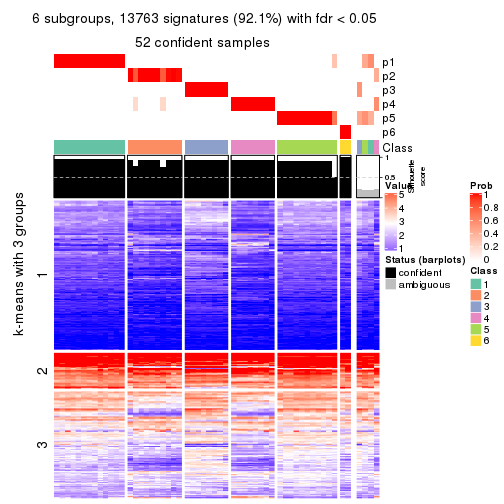 6 subgroups, 13763 signatures (92.1%) with fdr < 0.05
52 confident samples
p1
p2
p3
p4
p5
p6
Class
1
0.5
Silhouette
score
k-means with 3 groups
1
2
3
Value
5
4
3
2
1
Status (barplots)
confident
ambiguous
Prob
1
0.8
0.6
0.4
0.2
0
Class
1
2
3
4
5
6